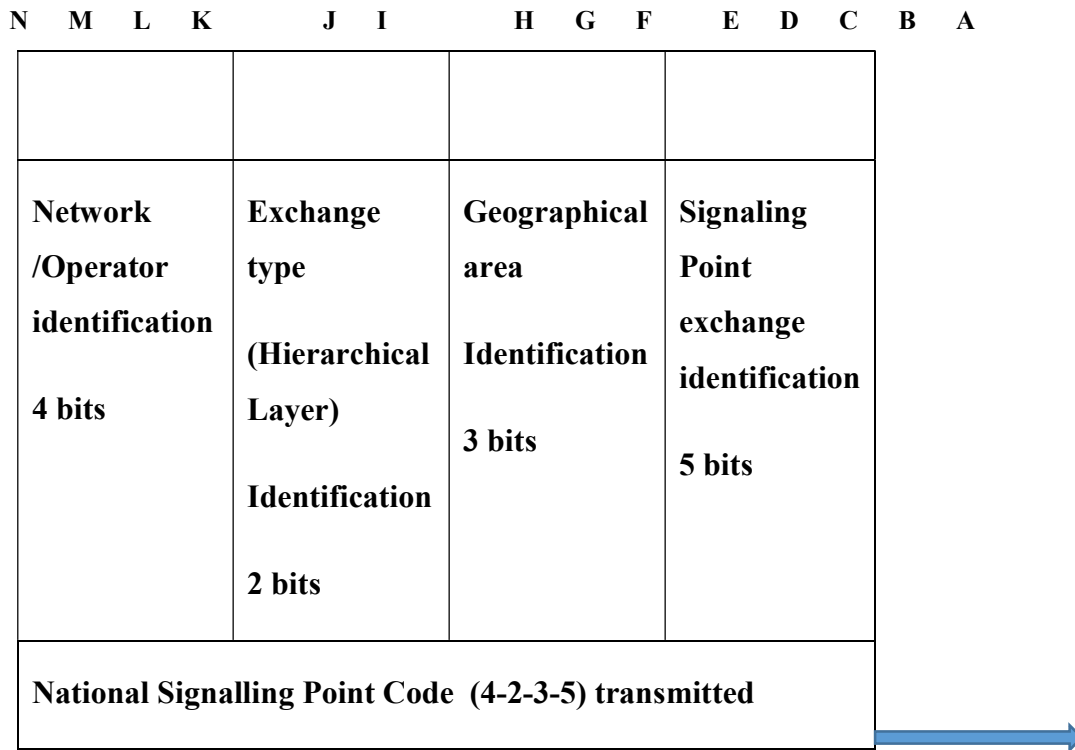 N M L K J I H G F E D C B A
Network
/Operator
identification
4 bits
Exchange
type
(Hierarchical
Layer)
Identification
2 bits
Geographical
area
Identification
3 bits
Signaling
Point
exchange
identification
5 bits
National Signalling Point Code (4-2-3-5) transmitted